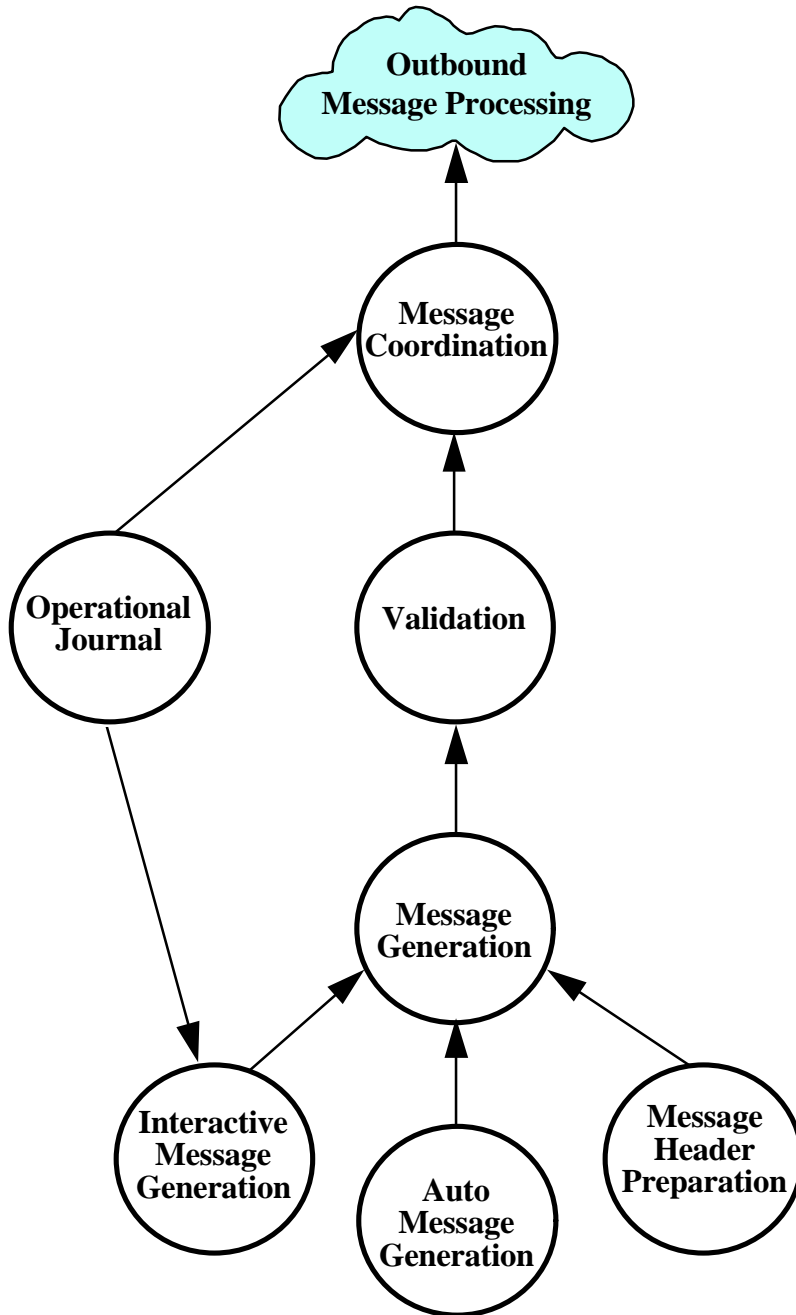 Outbound
Message Processing
Message
Coordination
Operational
Journal
Validation
Message
Generation
Interactive
Message
Generation
Auto
Message
Generation
Message
Header
Preparation